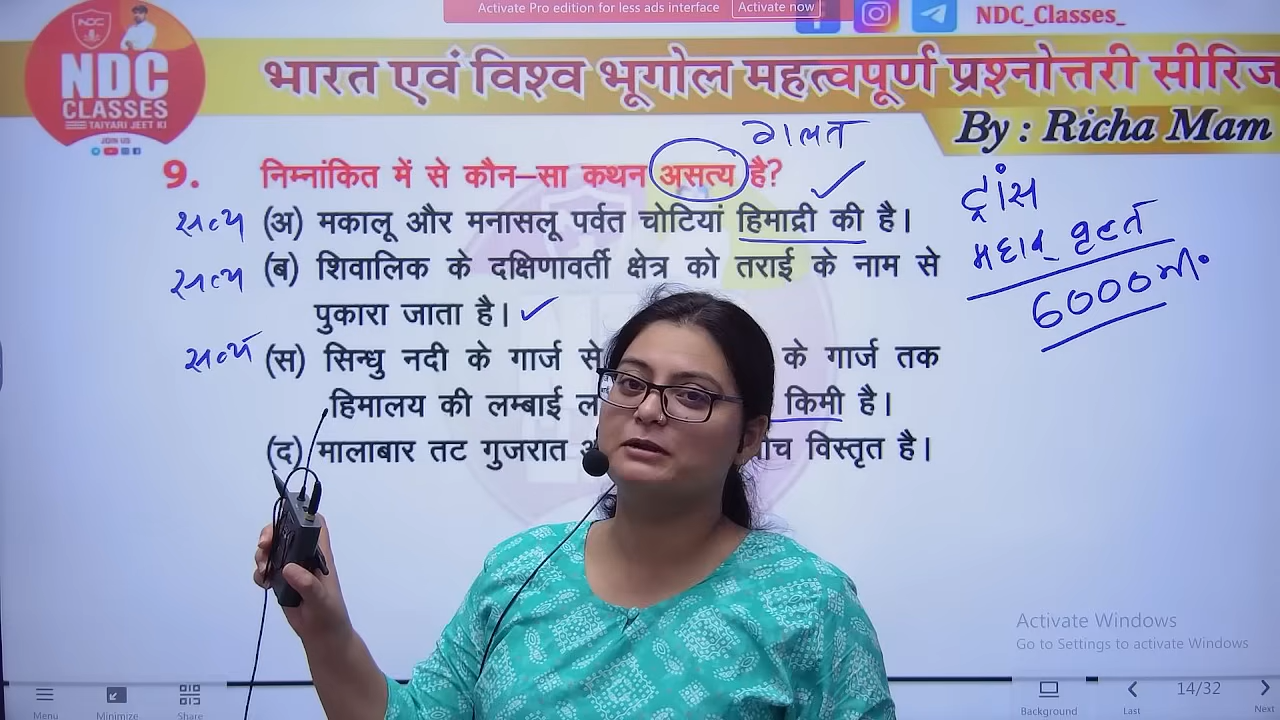 Activate Pro edition for less ads interface Activate now
NDC_Classes_
NDC
NDC
CLASSES
TAIYARI JEET KI
JOIN US
भारत एवं विश्व भूगोल महत्वपूर्ण प्रश्नोत्तरी सीरिज
By : Richa Mam
गलत
9. निम्नांकित में से कौन–सा कथन असत्य है?
सत्य (अ) मकालू और मनासलू पर्वत चोटियां हिमाद्री की है।
सत्य (ब) शिवालिक के दक्षिणावर्ती क्षेत्र को तराई के नाम से
पुकारा जाता है।
सत्य (स) सिन्धु नदी के गार्ज से के गार्ज तक
हिमालय की लम्बाई किमी है।
(द) मालाबार तट गुजरात विस्तृत है।
ट्रांस
6000मी.
Activate Windows
Go to Settings to activate Windows
Menu Minimize Share Background Last 14/32 Next